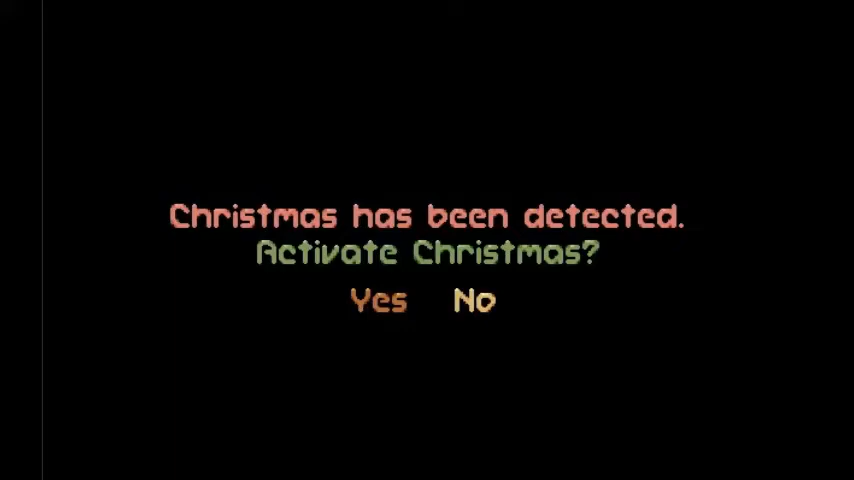 Christmas has been detected.
Activate Christmas?
Yes No